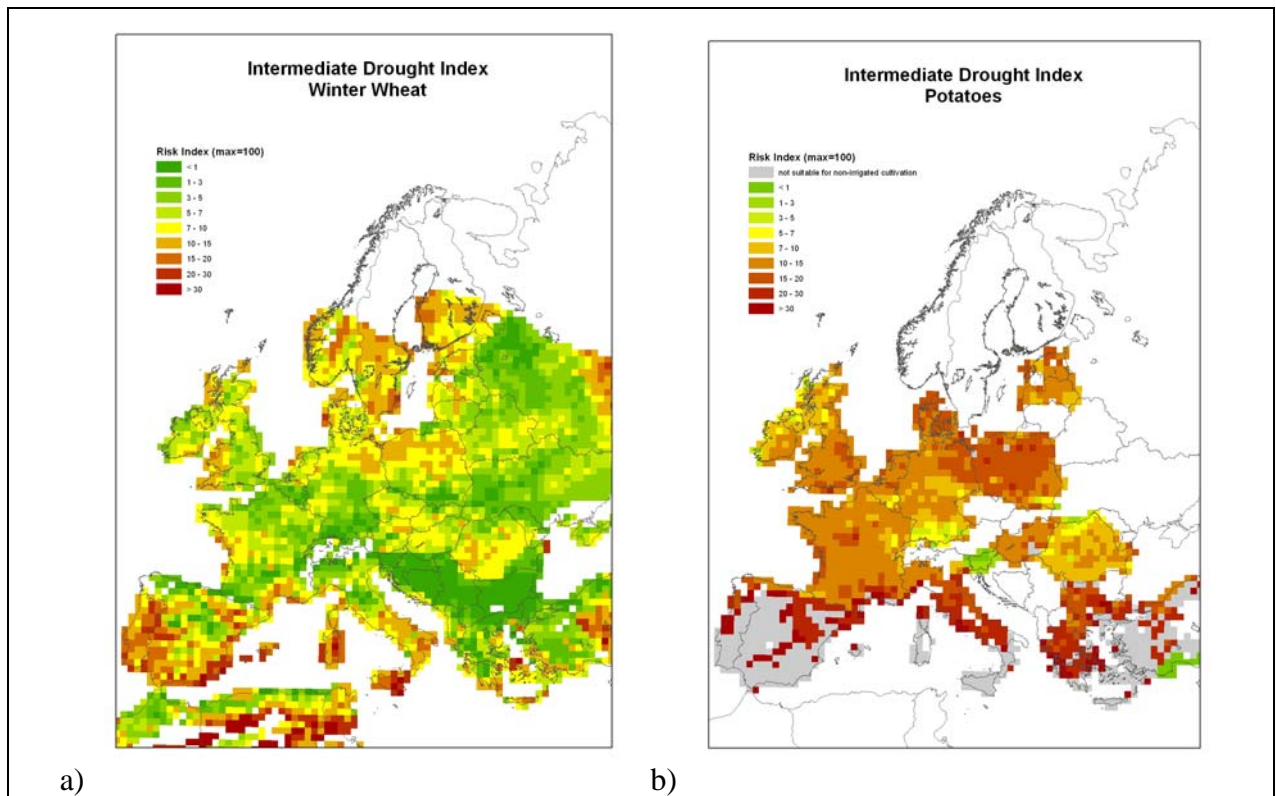 Intermediate Drought Index
Winter Wheat
Risk Index (max=100)
< 1
1 - 3
3 - 5
5 - 7
7 - 10
10 - 15
15 - 20
20 - 30
> 30
a)
Intermediate Drought Index
Potatoes
Risk Index (max=100)
not suitable for non-irrigated cultivation
< 1
1 - 3
3 - 5
5 - 7
7 - 10
10 - 15
15 - 20
20 - 30
> 30
b)